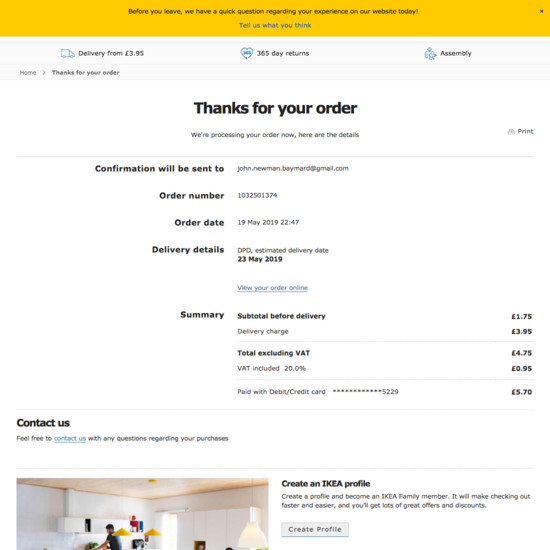 Before you leave, we have a quick question regarding your experience on our website today!
Tell us what you think
Delivery from £3.95
365 day returns
Assembly
Home > Thanks for your order
Thanks for your order
We're processing your order now, here are the details
Print
Confirmation will be sent to john.newman.baymard@gmail.com
Order number 1032501374
Order date 19 May 2019 22:47
Delivery details DPD, estimated delivery date
23 May 2019
View your order online
Summary Subtotal before delivery £1.75
Delivery charge £3.95
Total excluding VAT £4.75
VAT included 20.0% £0.95
Paid with Debit/Credit card ************5229 £5.70
Contact us
Feel free to contact us with any questions regarding your purchases
Create an IKEA profile
Create a profile and become an IKEA Family member. It will make checking out
faster and easier, and you'll get lots of great offers and discounts.
Create Profile